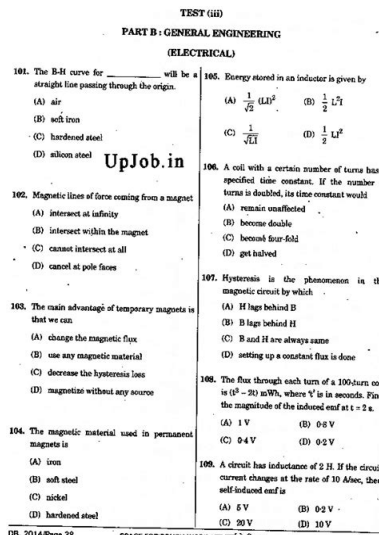 TEST (iii)
PART B : GENERAL ENGINEERING
(ELECTRICAL)
101. The B-H curve for __________ will be a
straight line passing through the origin.
(A) air
(B) soft iron
(C) hardened steel
(D) silicon steel
UpJob.in
102. Magnetic lines of force coming from a magnet
(A) intersect at infinity
(B) intersect within the magnet
(C) cannot intersect at all
(D) cancel at pole faces
103. The main advantage of temporary magnets is
that we can
(A) change the magnetic flux
(B) use any magnetic material
(C) decrease the hysteresis loss
(D) magnetize without any source
104. The magnetic material used in permanent
magnets is
(A) iron
(B) soft steel
(C) nickel
(D) hardened steel
105. Energy stored in an inductor is given by
(A) 1/√2 (LI)² (B) 1/2 L²I
(C) 1/√LI (D) 1/2 LI²
106. A coil with a certain number of turns has
specified time constant. If the number
turns is doubled, its time constant would
(A) remain unaffected
(B) become double
(C) become four-fold
(D) get halved
107. Hysteresis is the phenomenon in th
magnetic circuit by which
(A) H lags behind B
(B) B lags behind H
(C) B and H are always same
(D) setting up a constant flux is done
108. The flux through each turn of a 100-turn co
is (t³ – 2t) mWb, where 't' is in seconds. Fin
the magnitude of the induced emf at t = 2 s.
(A) 1 V (B) 0·8 V
(C) 0·4 V (D) 0·2 V
109. A circuit has inductance of 2 H. If the circui
current changes at the rate of 10 A/sec, the
self-induced emf is
(A) 5 V (B) 0·2 V
(C) 20 V (D) 10 V